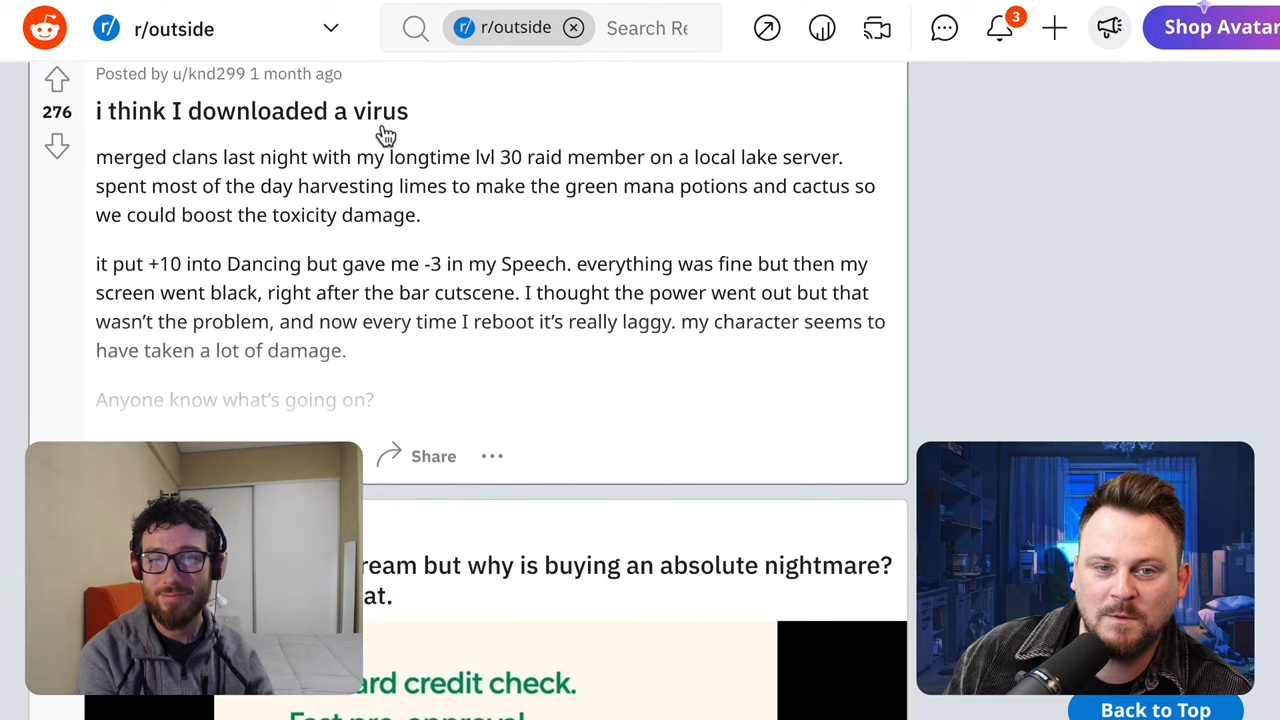 r/outside
r/outside
Search Re
3
Shop Avatar
Posted by u/knd299 1 month ago
276
i think I downloaded a virus
merged clans last night with my longtime lvl 30 raid member on a local lake server.
spent most of the day harvesting limes to make the green mana potions and cactus so
we could boost the toxicity damage.
it put +10 into Dancing but gave me -3 in my Speech. everything was fine but then my
screen went black, right after the bar cutscene. I thought the power went out but that
wasn’t the problem, and now every time I reboot it’s really laggy. my character seems to
have taken a lot of damage.
Anyone know what’s going on?
Share
ream but why is buying an absolute nightmare?
at.
ard credit check.
Fast pre-approval
Back to Top